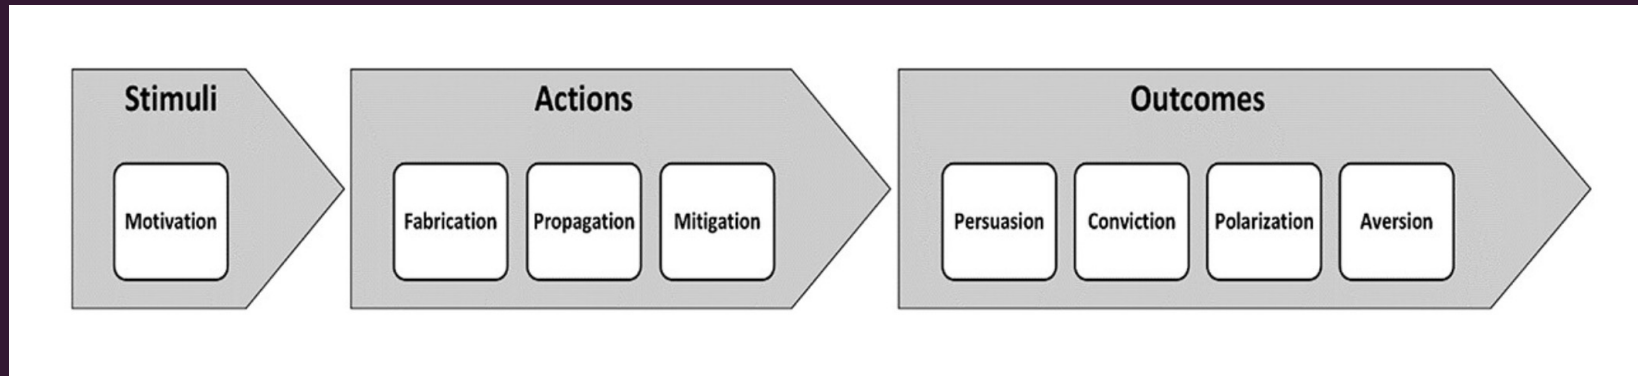 Stimuli
Motivation
Actions
Fabrication
Propagation
Mitigation
Outcomes
Persuasion
Conviction
Polarization
Aversion